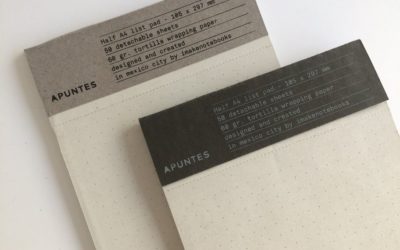 Half A4 list pad - 105 x 297 mm
60 detachable sheets
60 gr. tortilla wrapping paper
designed and created
in mexico city by imakenotebooks
APUNTES
Half A4 list pad - 105 x 297 mm
60 detachable sheets
60 gr. tortilla wrapping paper
designed and created
in mexico city by imakenotebooks
APUNTES